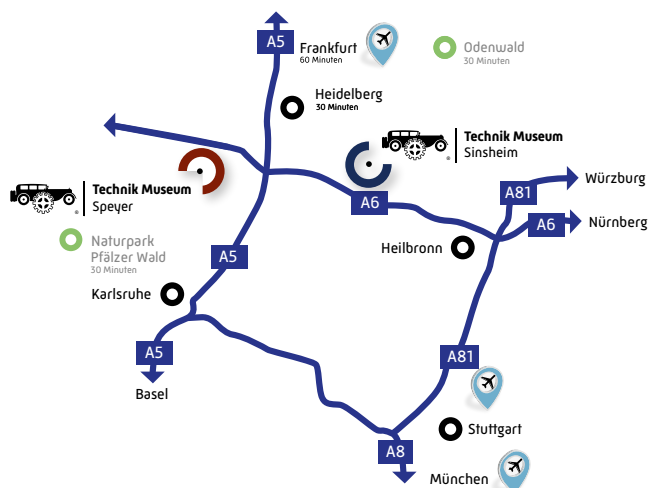 A5
Frankfurt
60 Minuten
Odenwald
30 Minuten
Heidelberg
30 Minuten
Technik Museum
Sinsheim
Technik Museum
Speyer
A6
A81
Würzburg
A6
Nürnberg
Heilbronn
Naturpark
Pfälzer Wald
30 Minuten
A5
Karlsruhe
A5
Basel
A81
Stuttgart
A8
München